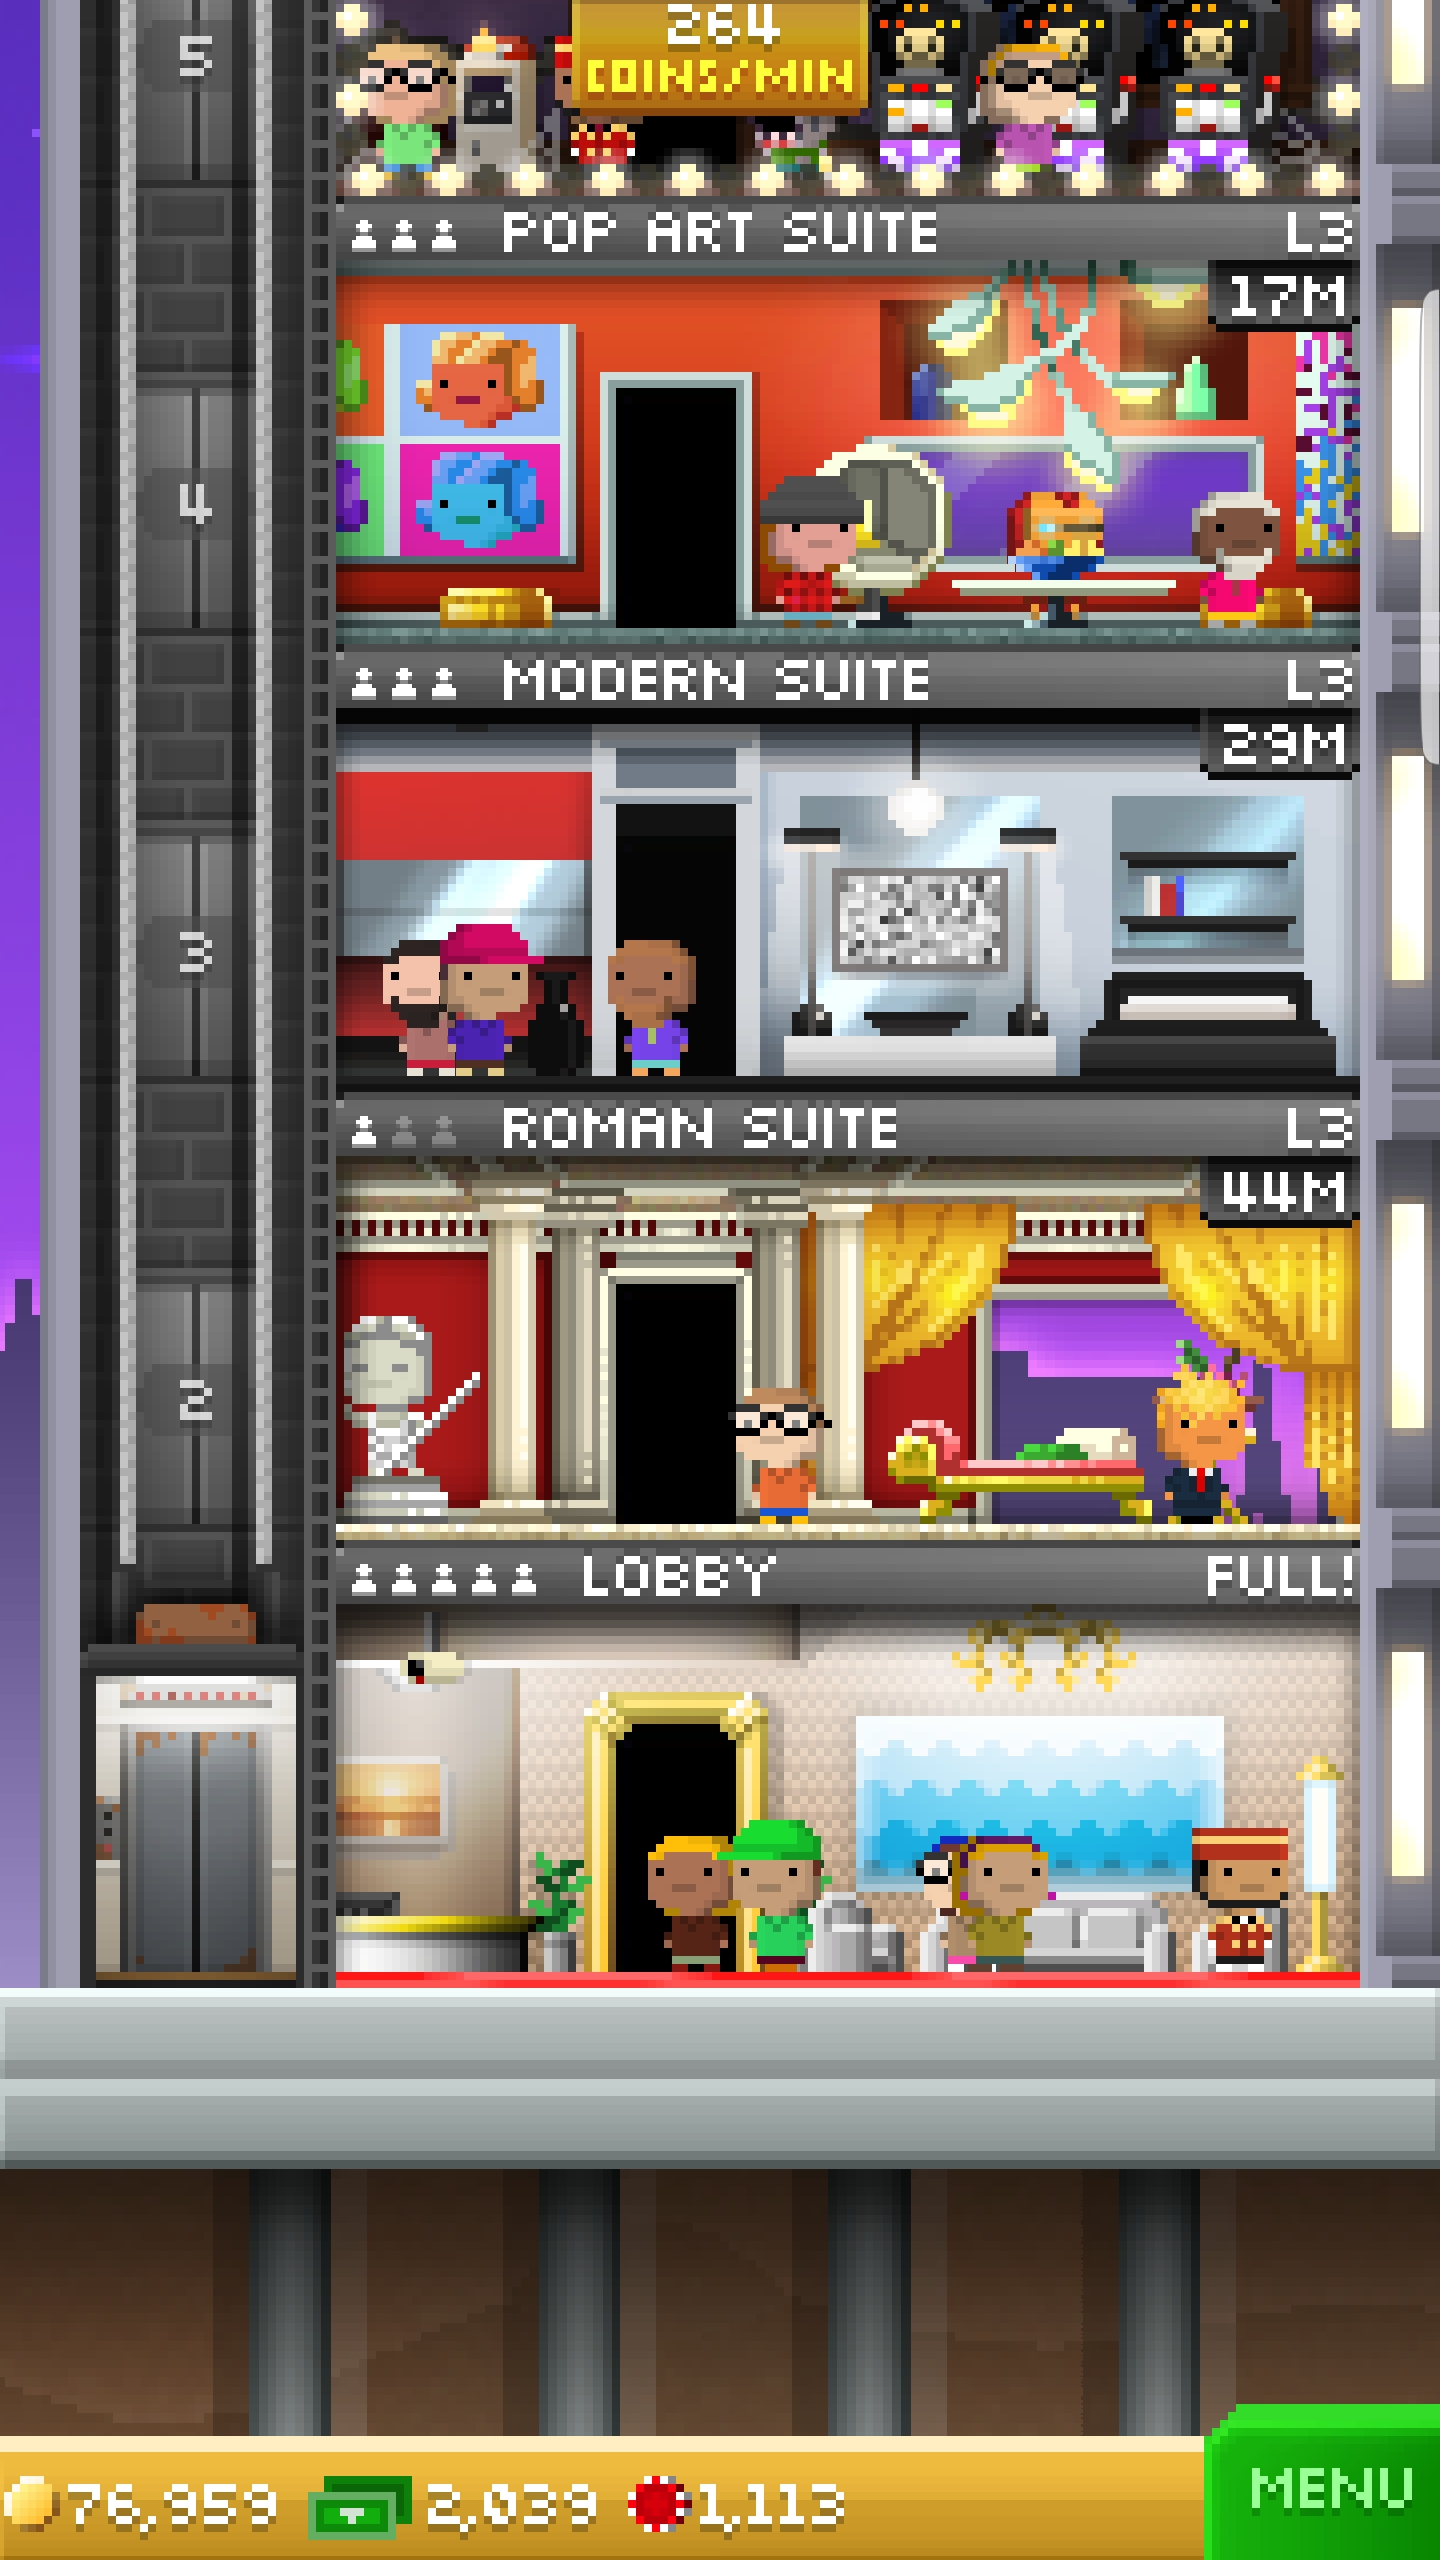 5
264
COINS/MIN
POP ART SUITE L3
17M
4
MODERN SUITE L3
29M
3
ROMAN SUITE L3
44M
2
LOBBY FULL!
76,959 2,039 1,113 MENU